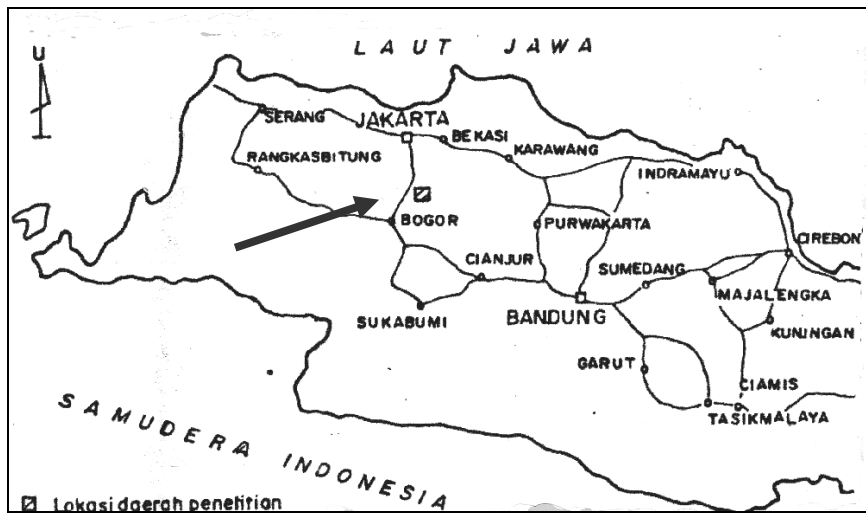 LAUT JAWA
U
SERANG
JAKARTA
BEKASI
KARAWANG
RANGKASBITUNG
INDRAMAYU
BOGOR
PURWAKARTA
CIREBON
CIANJUR
SUMEDANG
MAJALENGKA
SUKABUMI
BANDUNG
KUNINGAN
GARUT
CIAMIS
TASIKMALAYA
SAMUDERA INDONESIA
Lokasi daerah penelitian